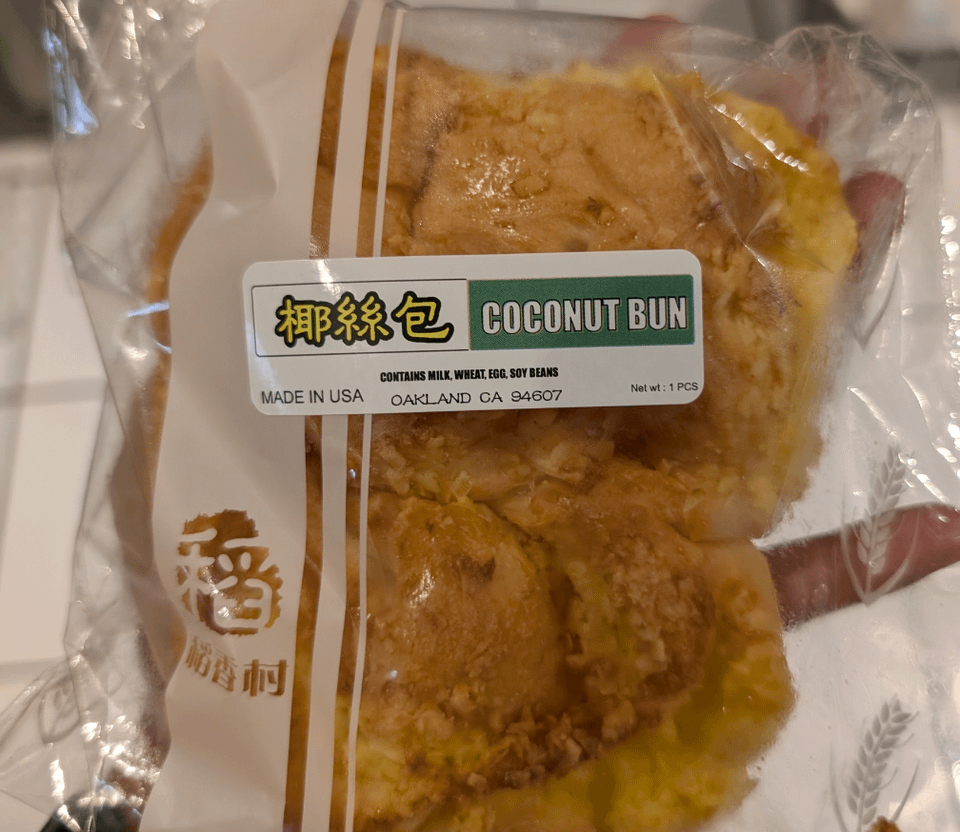 椰絲包 COCONUT BUN
CONTAINS MILK, WHEAT, EGG, SOY BEANS
MADE IN USA OAKLAND CA 94607 Net wt : 1 PCS
稻
稻香村